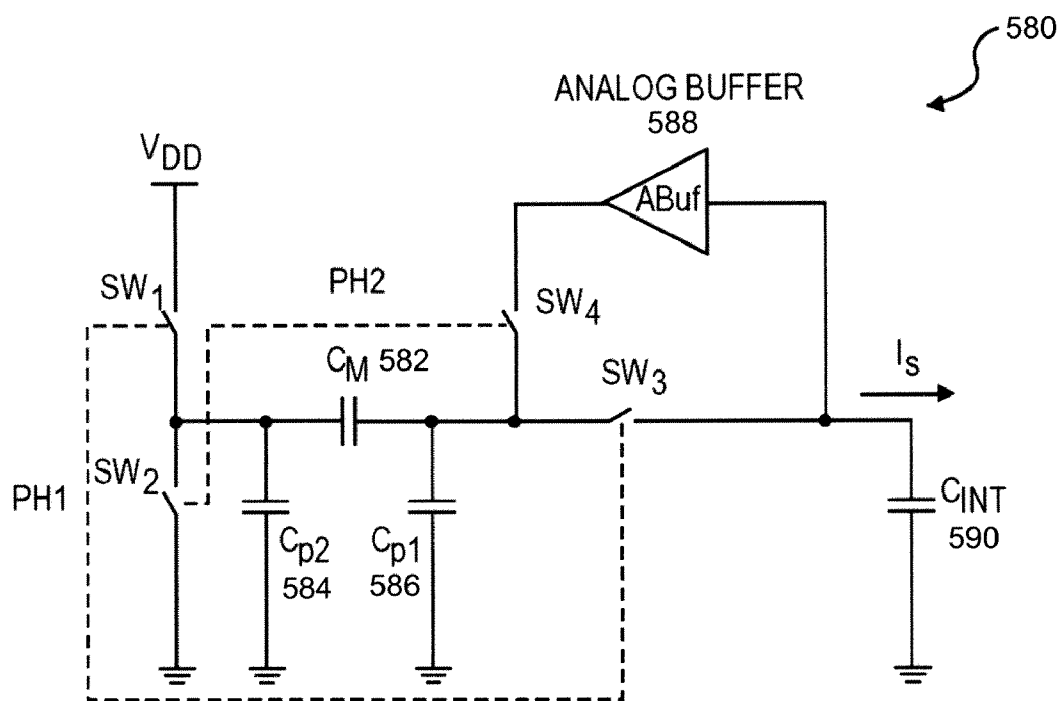 580
ANALOG BUFFER
588
VDD
ABuf
SW1
PH2
SW4
CM 582
SW3
Is
SW2
PH1
Cp2
584
Cp1
586
CINT
590